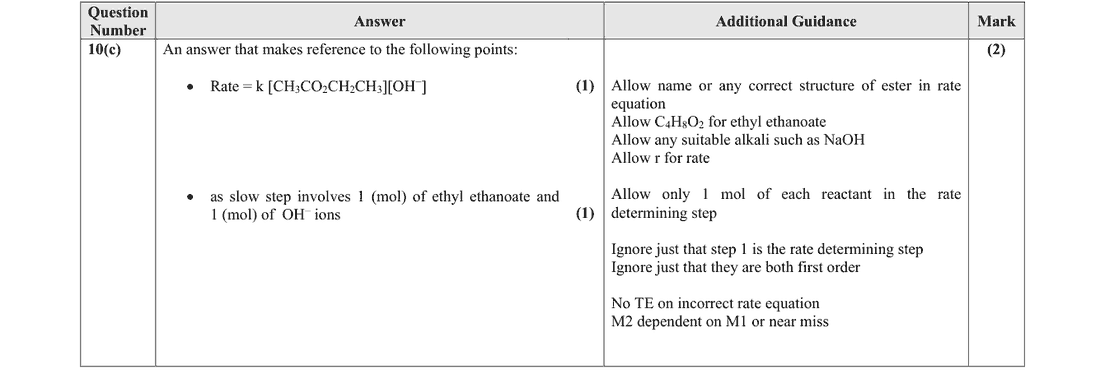 Question Number
Answer
Additional Guidance
Mark
10(c)
An answer that makes reference to the following points:
(2)
• Rate = k [CH₃CO₂CH₂CH₃][OH⁻]
(1)
Allow name or any correct structure of ester in rate
equation
Allow C₄H₈O₂ for ethyl ethanoate
Allow any suitable alkali such as NaOH
Allow r for rate
• as slow step involves 1 (mol) of ethyl ethanoate and
1 (mol) of OH⁻ ions
(1)
Allow only 1 mol of each reactant in the rate
determining step
Ignore just that step 1 is the rate determining step
Ignore just that they are both first order
No TE on incorrect rate equation
M2 dependent on M1 or near miss